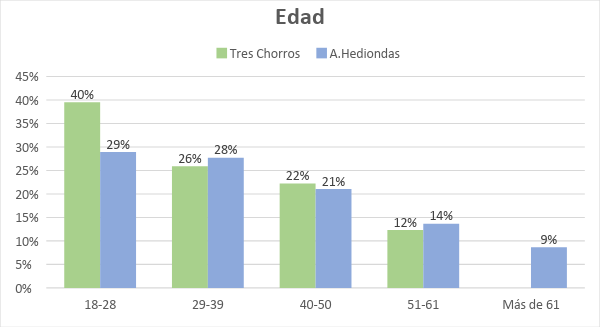 Edad
Tres Chorros A.Hediondas
45%
40%
35%
30%
25%
20%
15%
10%
5%
0%
40% 29% 26% 28% 22% 21% 12% 14% 9%
18-28 29-39 40-50 51-61 Más de 61